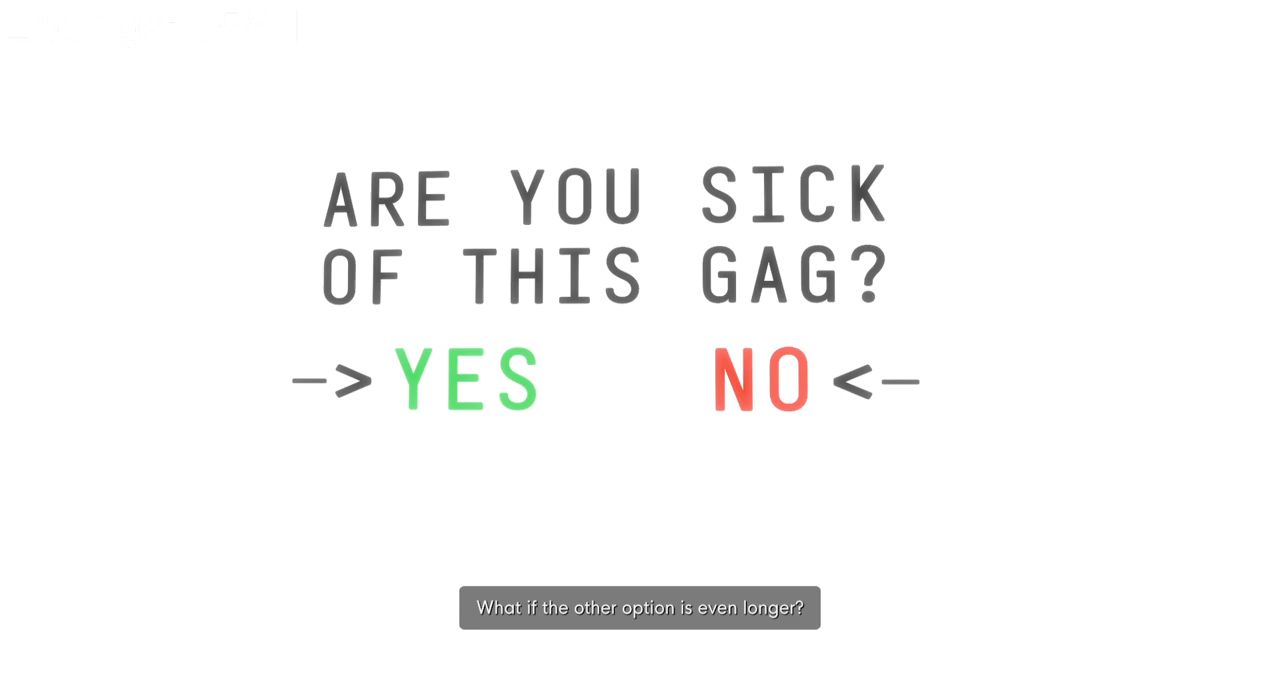 ARE YOU SICK
OF THIS GAG?
—> YES NO <—
What if the other option is even longer?